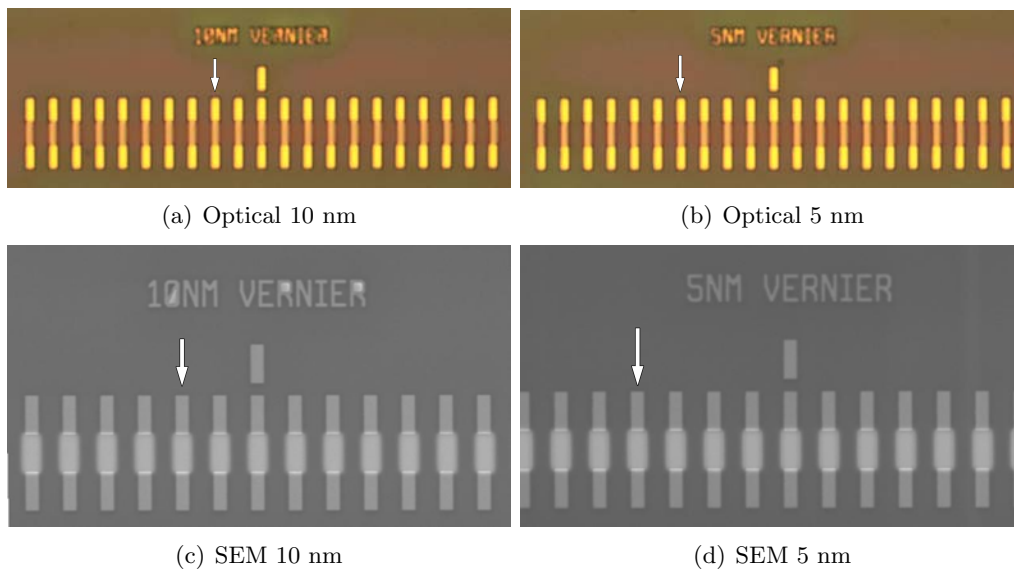 10NM VERNIER
5NM VERNIER
(a) Optical 10 nm
(b) Optical 5 nm
10NM VERNIER
5NM VERNIER
(c) SEM 10 nm
(d) SEM 5 nm